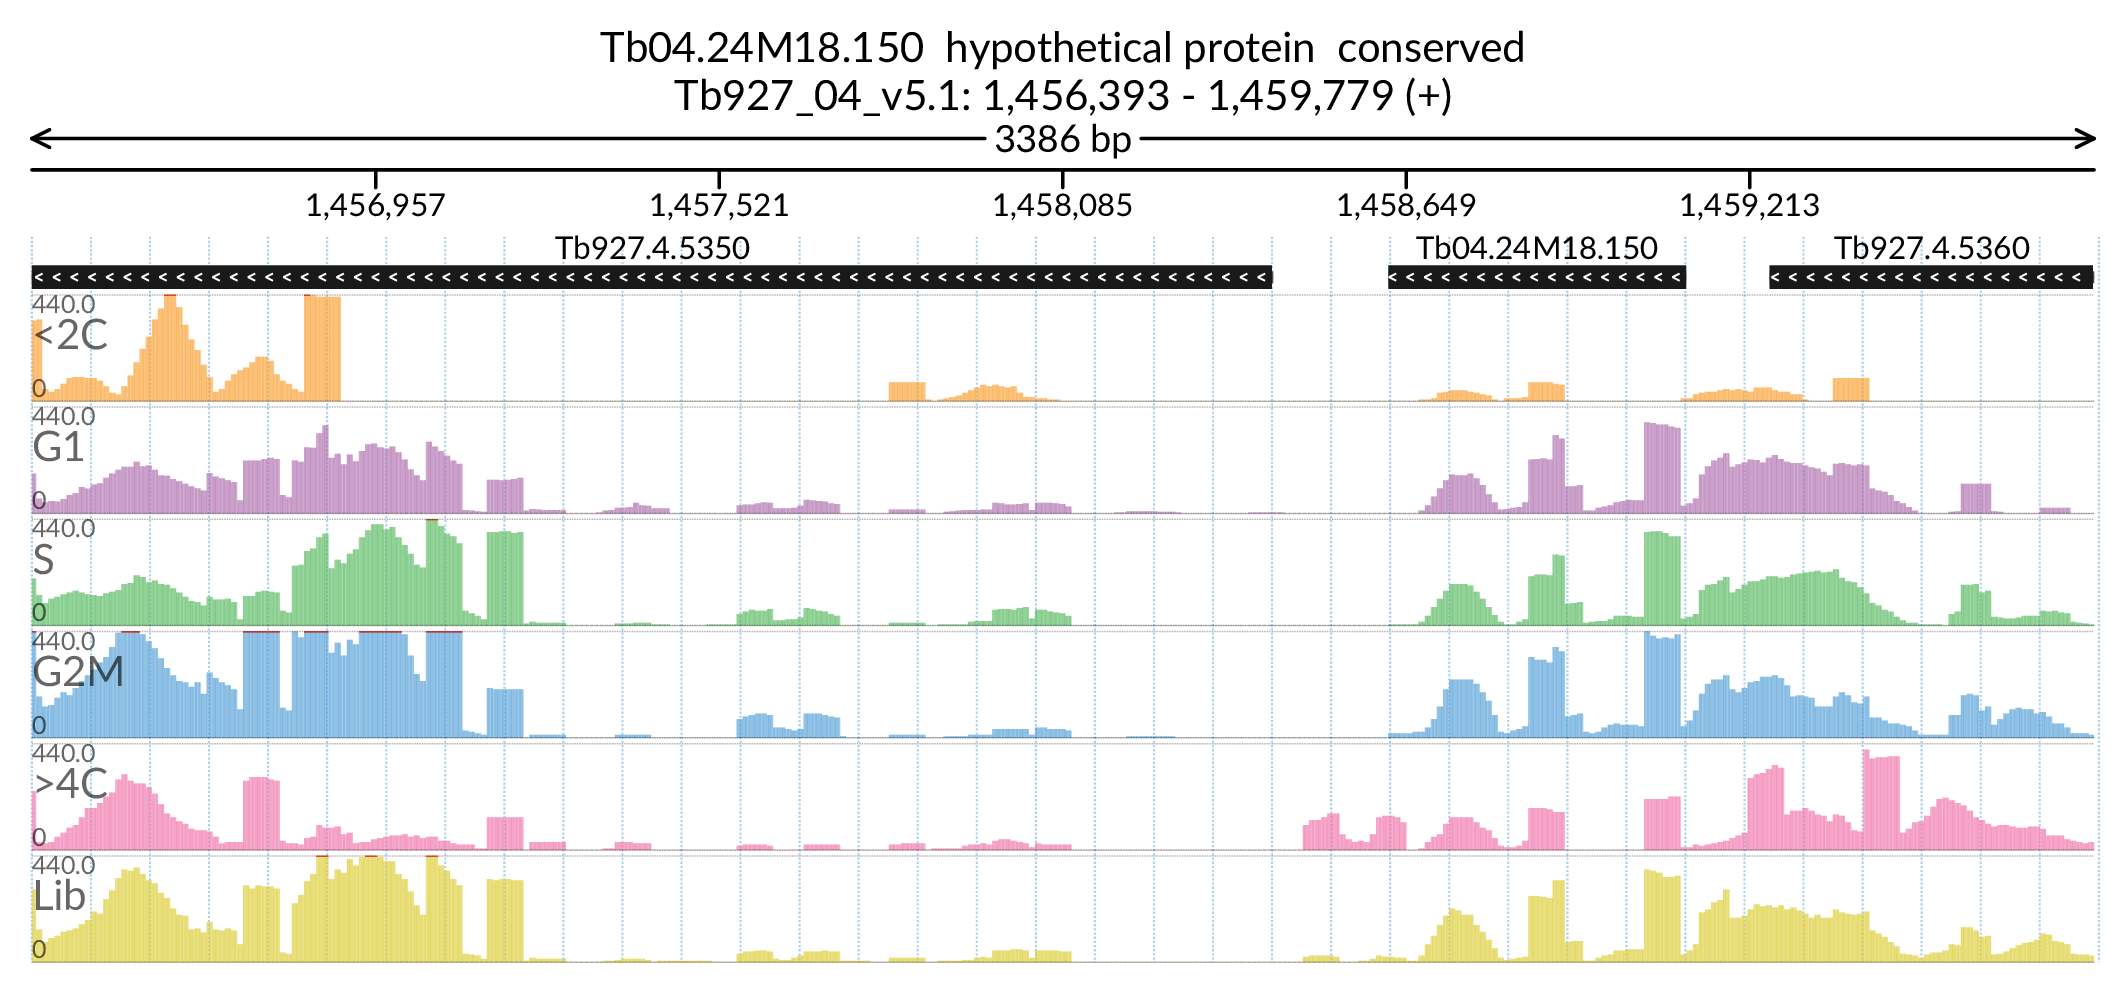 Tb04.24M18.150 hypothetical protein conserved
Tb927_04_v5.1: 1,456,393 - 1,459,779 (+)
3386 bp
1,456,957 1,457,521 1,458,085 1,458,649 1,459,213
Tb927.4.5350 Tb04.24M18.150 Tb927.4.5360
440.0
<2C
0
440.0
G1
0
440.0
S
0
440.0
G2M
0
440.0
>4C
0
440.0
Lib
0